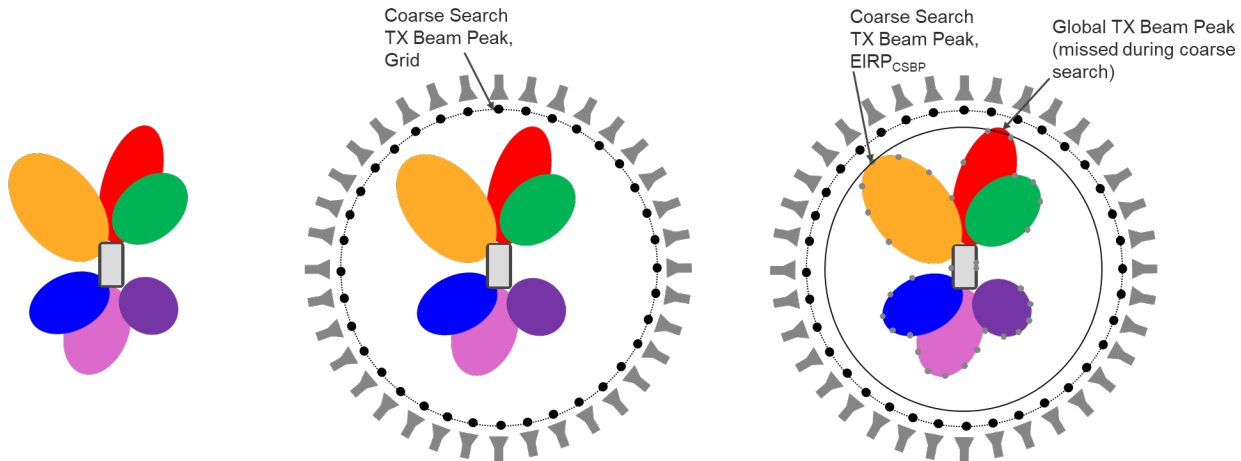 Coarse Search
TX Beam Peak,
Grid
Coarse Search
TX Beam Peak,
EIRPCSBP
Global TX Beam Peak
(missed during coarse
search)